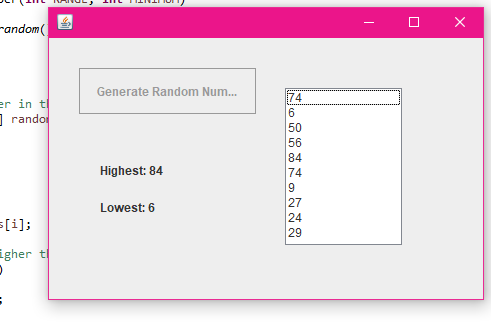 ber(int RANGE, int MINIMUM)
random(
Generate Random Num...
er in th
] random
74
6
50
56
84
74
9
27
24
29
Highest: 84
Lowest: 6
s[i];
igher th
)
;